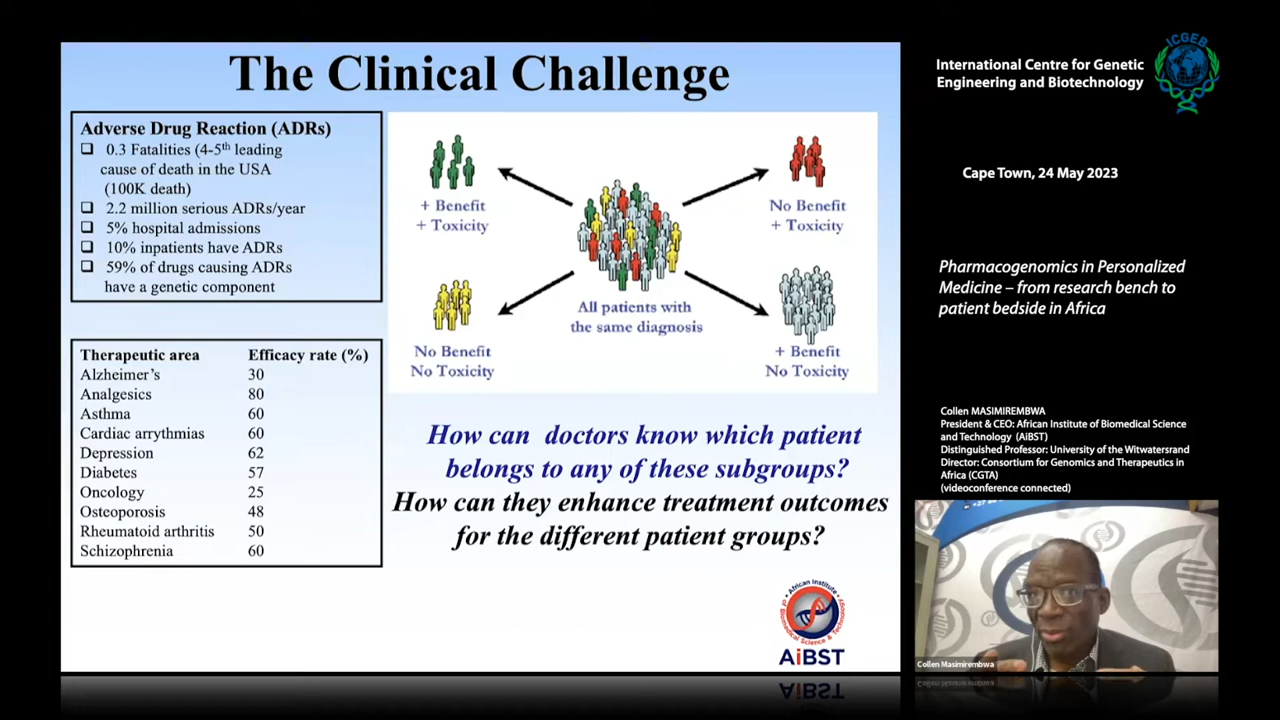 The Clinical Challenge
Adverse Drug Reaction (ADRs)
❑ 0.3 Fatalities (4-5th leading
cause of death in the USA
(100K death)
❑ 2.2 million serious ADRs/year
❑ 5% hospital admissions
❑ 10% inpatients have ADRs
❑ 59% of drugs causing ADRs
have a genetic component
Therapeutic area Efficacy rate (%)
Alzheimer's 30
Analgesics 80
Asthma 60
Cardiac arrythmias 60
Depression 62
Diabetes 57
Oncology 25
Osteoporosis 48
Rheumatoid arthritis 50
Schizophrenia 60
+ Benefit
+ Toxicity
No Benefit
+ Toxicity
All patients with
the same diagnosis
No Benefit
No Toxicity
+ Benefit
No Toxicity
How can doctors know which patient
belongs to any of these subgroups?
How can they enhance treatment outcomes
for the different patient groups?
African Institute
of Biomedical Science & Technology
AiBST
International Centre for Genetic
Engineering and Biotechnology
ICGEB
Cape Town, 24 May 2023
Pharmacogenomics in Personalized
Medicine – from research bench to
patient bedside in Africa
Collen MASIMIREMBWA
President & CEO: African Institute of Biomedical Science
and Technology (AiBST)
Distinguished Professor: University of the Witwatersrand
Director: Consortium for Genomics and Therapeutics in
Africa (CGTA)
(videoconference connected)
Collen Masimirembwa